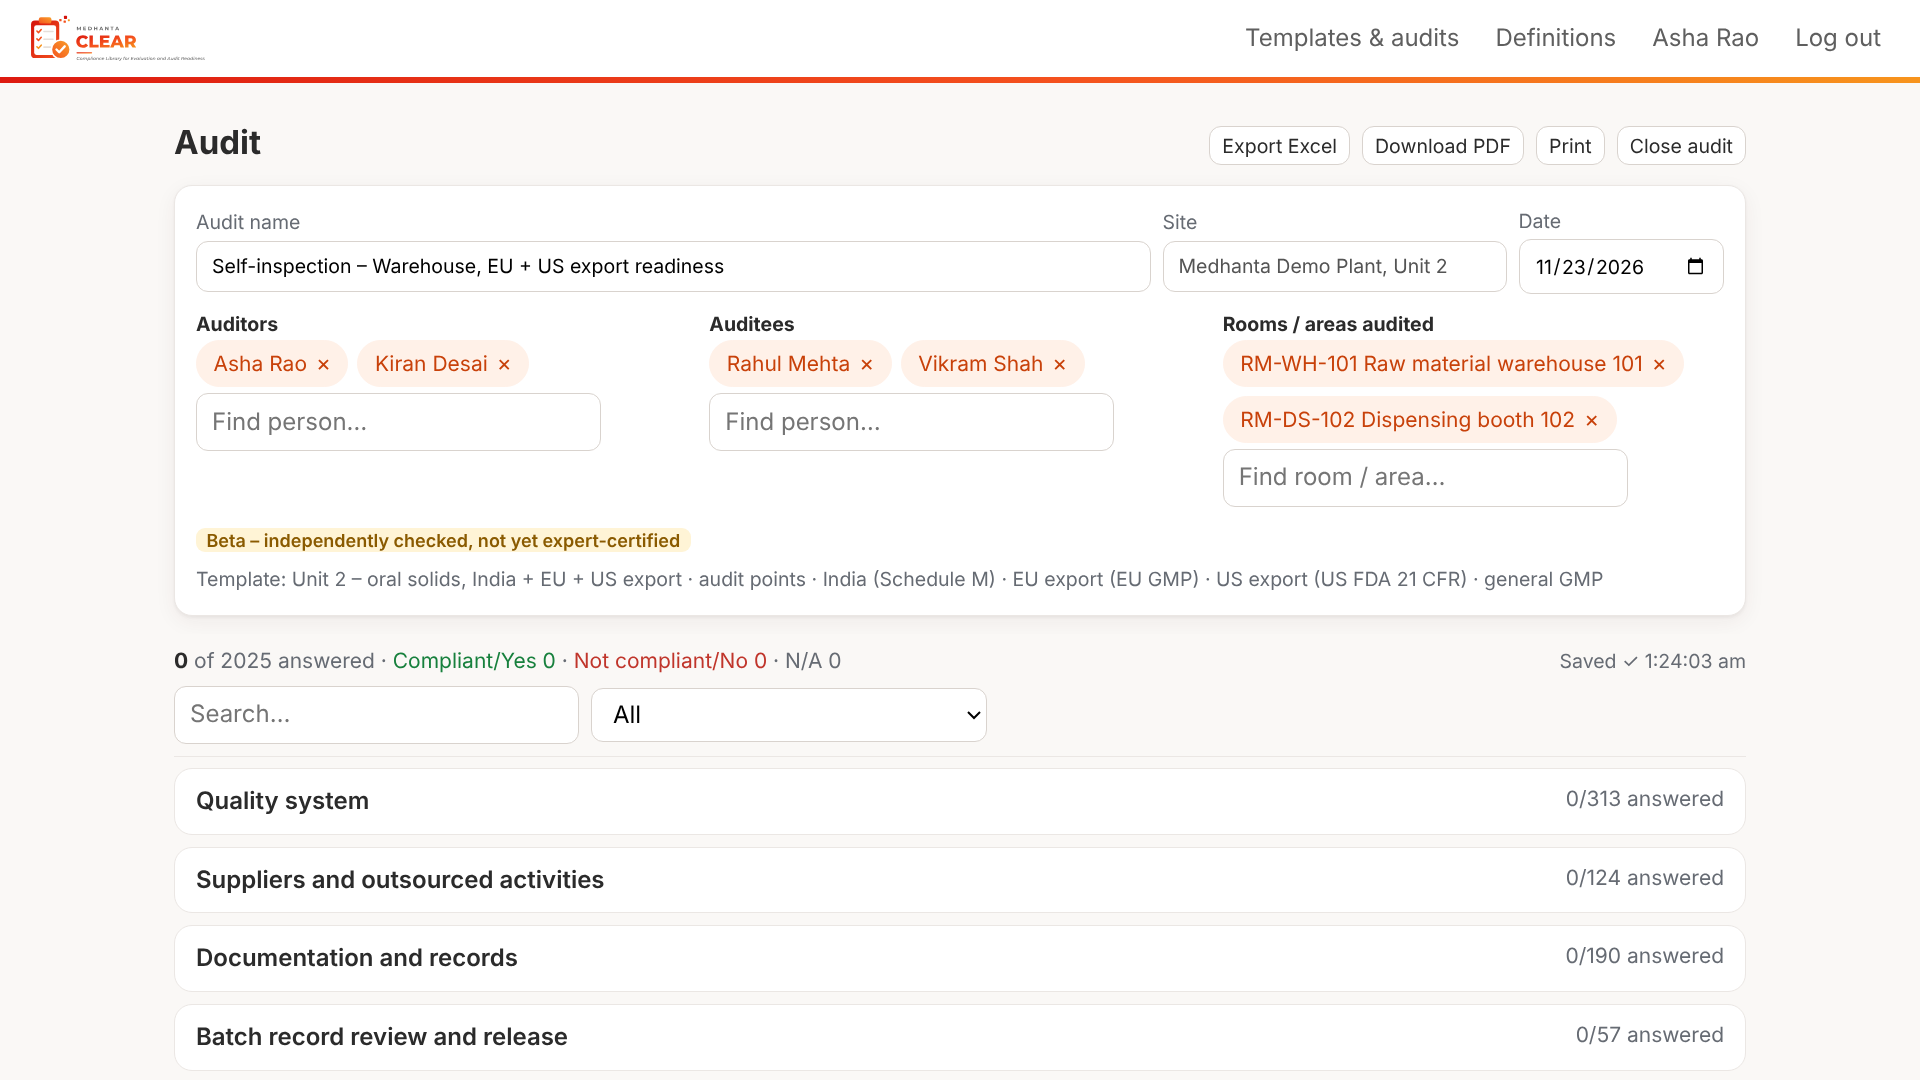 MEDHANTA
CLEAR
Compliance Library for Evaluation and Audit Readiness
Templates & audits
Definitions
Asha Rao
Log out
Audit
Export Excel
Download PDF
Print
Close audit
Audit name
Site
Date
Self-inspection – Warehouse, EU + US export readiness
Medhanta Demo Plant, Unit 2
11/23/2026
Auditors
Asha Rao ×
Kiran Desai ×
Find person...
Auditees
Rahul Mehta ×
Vikram Shah ×
Find person...
Rooms / areas audited
RM-WH-101 Raw material warehouse 101 ×
RM-DS-102 Dispensing booth 102 ×
Find room / area...
Beta – independently checked, not yet expert-certified
Template: Unit 2 – oral solids, India + EU + US export · audit points · India (Schedule M) · EU export (EU GMP) · US export (US FDA 21 CFR) · general GMP
0 of 2025 answered · Compliant/Yes 0 · Not compliant/No 0 · N/A 0
Saved ✓ 1:24:03 am
Search...
All
Quality system
0/313 answered
Suppliers and outsourced activities
0/124 answered
Documentation and records
0/190 answered
Batch record review and release
0/57 answered